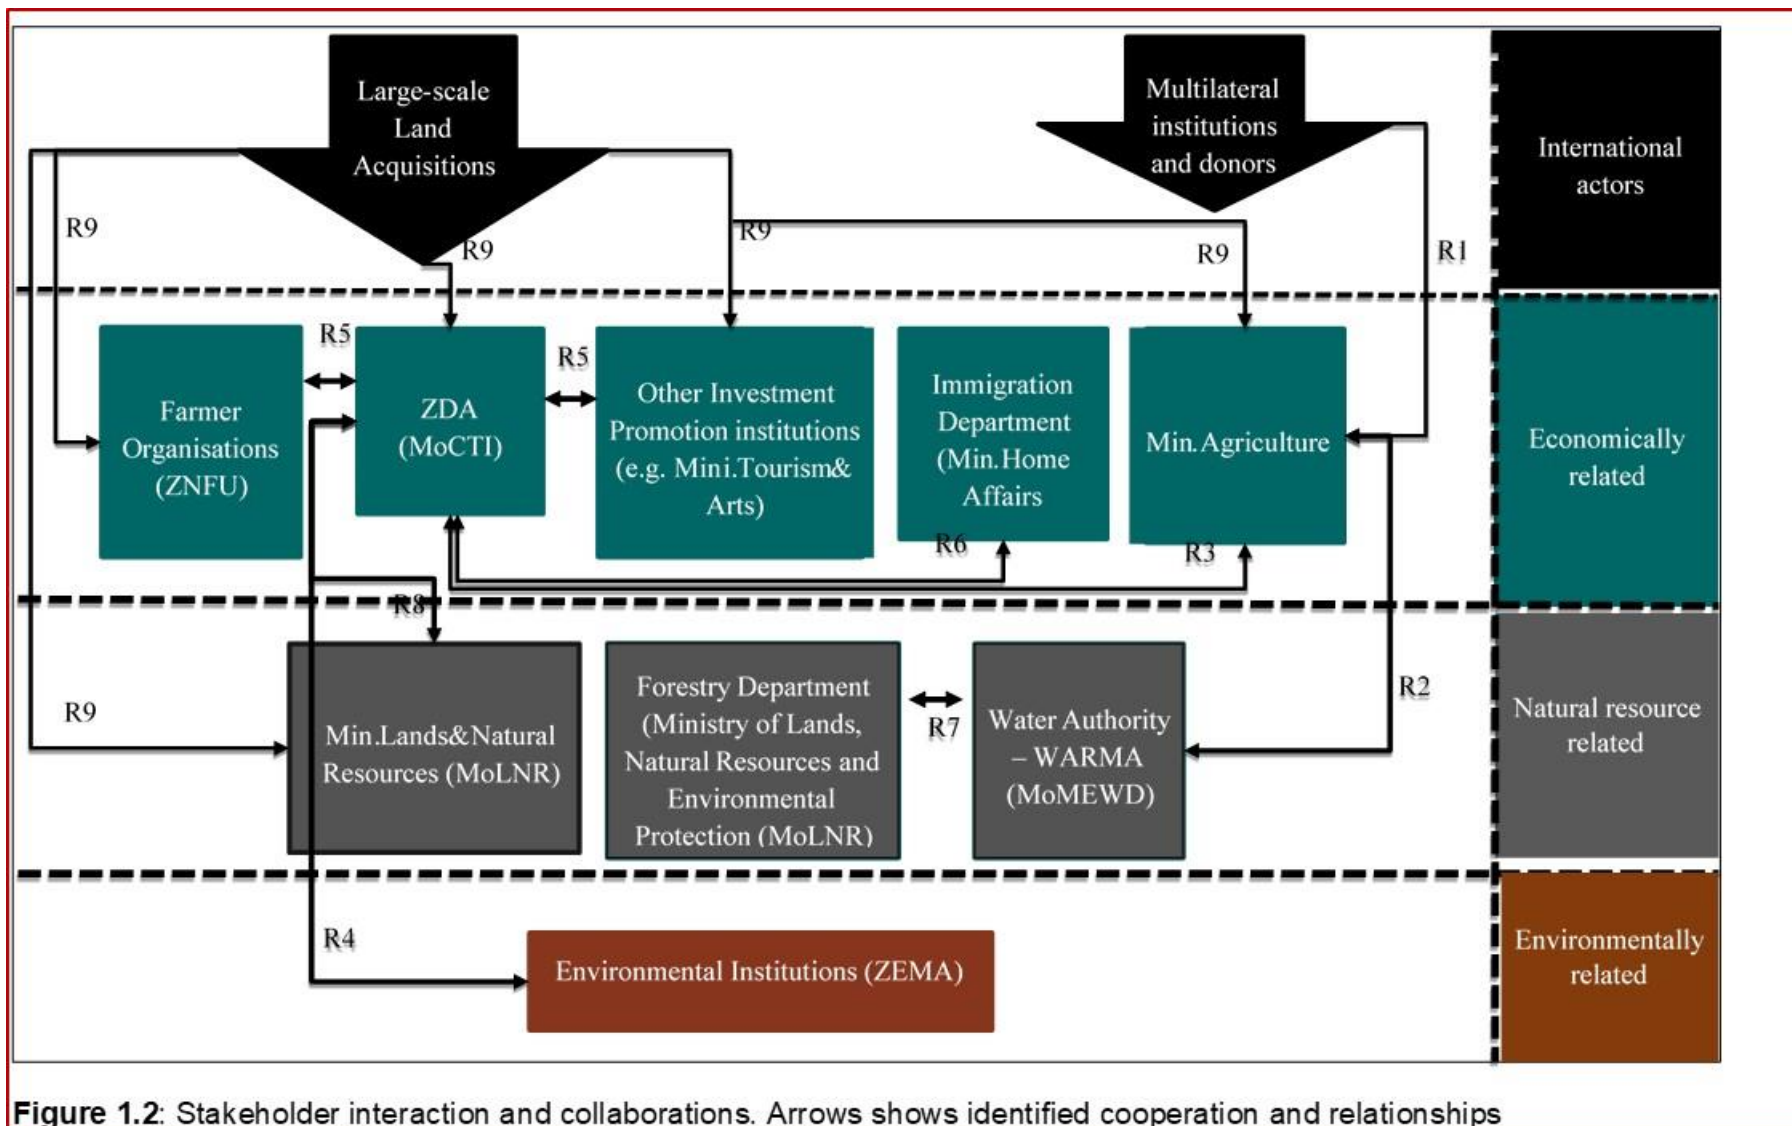 Large-scale
Land
Acquisitions
Multilateral
institutions
and donors
International
actors
R9
R9
R9
R9
R1
R5
R5
Farmer
Organisations
(ZNFU)
ZDA
(MoCTI)
Other Investment
Promotion institutions
(e.g. Mini.Tourism&
Arts)
Immigration
Department
(Min.Home
Affairs
Min.Agriculture
Economically
related
R6
R3
R8
R9
Min.Lands&Natural
Resources (MoLNR)
Forestry Department
(Ministry of Lands,
Natural Resources and
Environmental
Protection (MoLNR)
R7
Water Authority
– WARMA
(MoMEWD)
R2
Natural resource
related
R4
Environmental Institutions (ZEMA)
Environmentally
related
Figure 1.2: Stakeholder interaction and collaborations. Arrows shows identified cooperation and relationships